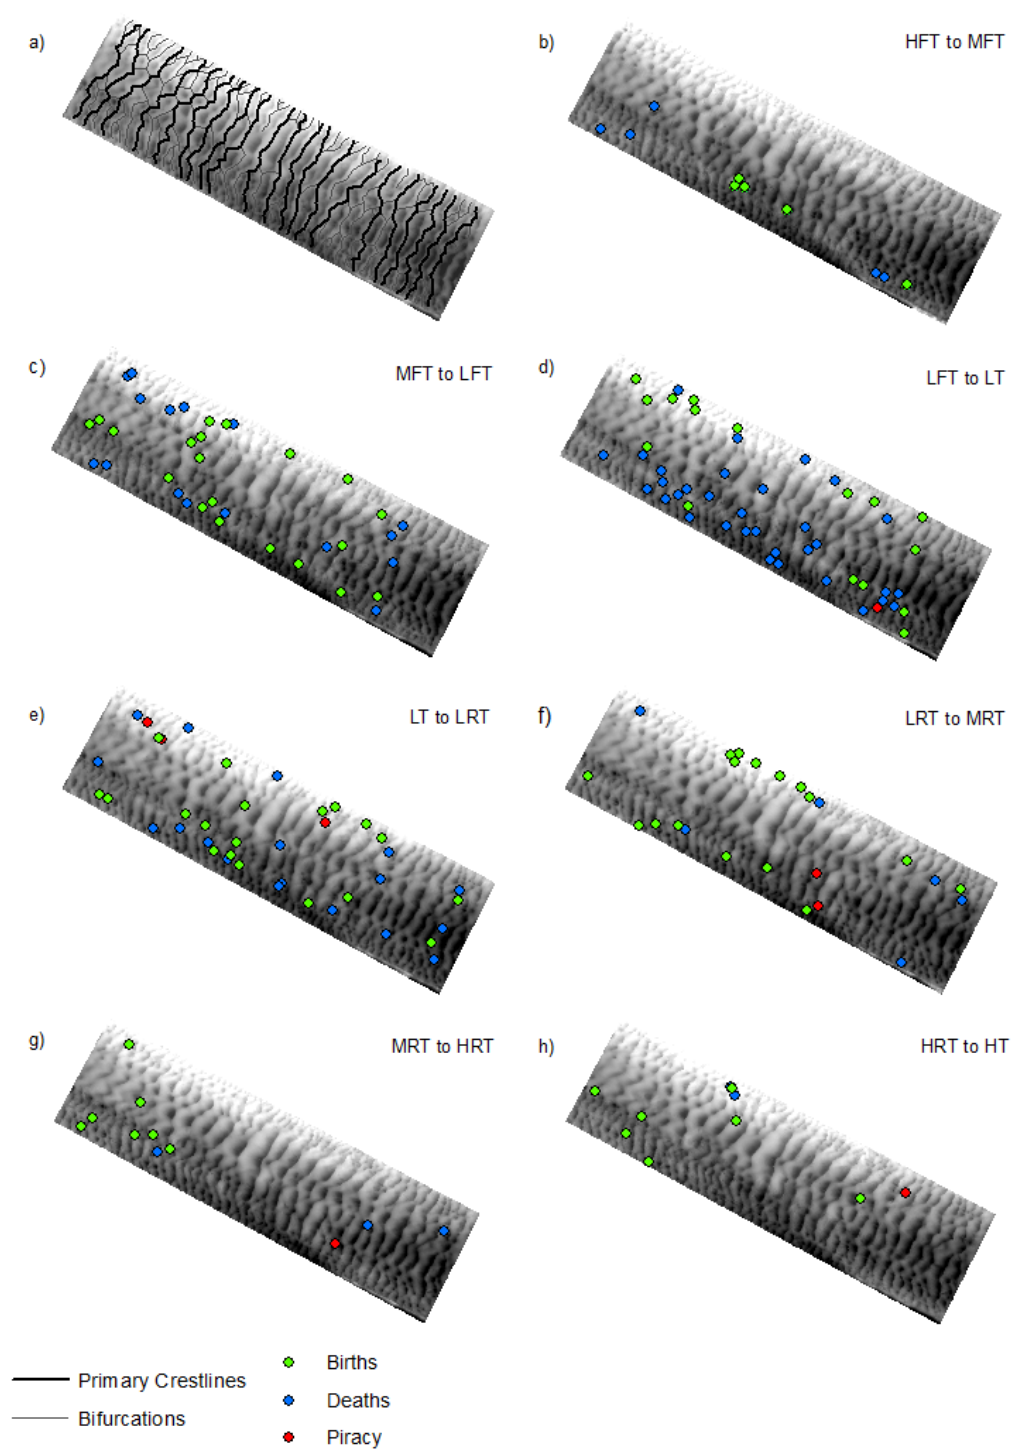 a)
b)
HFT to MFT
c)
MFT to LFT
d)
LFT to LT
e)
LT to LRT
f)
LRT to MRT
g)
MRT to HRT
h)
HRT to HT
Primary Crestlines
Bifurcations
Births
Deaths
Piracy